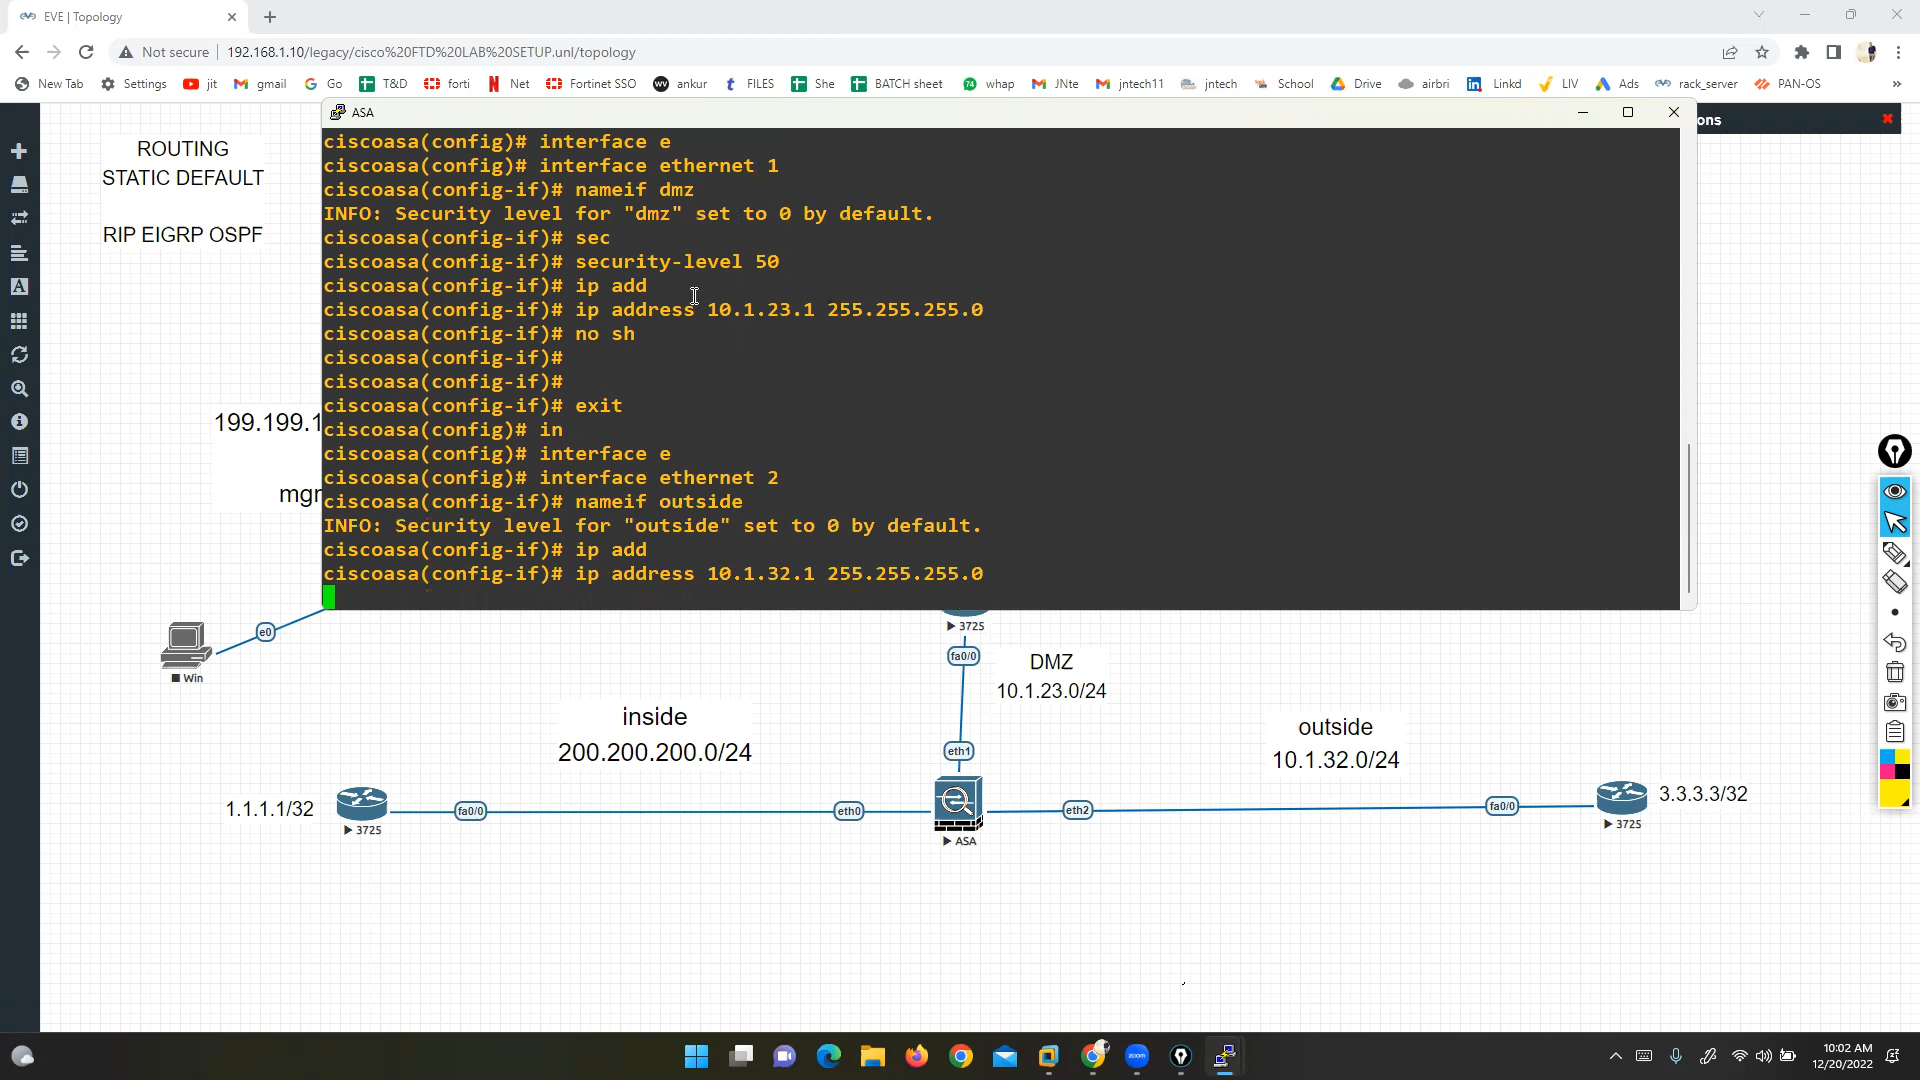 EVE | Topology
Not secure
192.168.1.10/legacy/cisco%20FTD%20LAB%20SETUP.unl/topology
New Tab
Settings
jit
gmail
Go
T&D
forti
Net
Fortinet SSO
ankur
FILES
She
BATCH sheet
whap
JNte
jntech11
jntech
School
Drive
airbri
Linkd
LIV
Ads
rack_server
PAN-OS
ROUTING
STATIC DEFAULT
RIP EIGRP OSPF
ASA
ons
ciscoasa(config)# interface e
ciscoasa(config)# interface ethernet 1
ciscoasa(config-if)# nameif dmz
INFO: Security level for "dmz" set to 0 by default.
ciscoasa(config-if)# sec
ciscoasa(config-if)# security-level 50
ciscoasa(config-if)# ip add
ciscoasa(config-if)# ip address 10.1.23.1 255.255.255.0
ciscoasa(config-if)# no sh
ciscoasa(config-if)#
ciscoasa(config-if)#
ciscoasa(config-if)# exit
ciscoasa(config)# in
ciscoasa(config)# interface e
ciscoasa(config)# interface ethernet 2
ciscoasa(config-if)# nameif outside
INFO: Security level for "outside" set to 0 by default.
ciscoasa(config-if)# ip add
ciscoasa(config-if)# ip address 10.1.32.1 255.255.255.0
199.199.1
mgr
e0
Win
3725
fa0/0
DMZ
10.1.23.0/24
inside
200.200.200.0/24
eth1
outside
10.1.32.0/24
1.1.1.1/32
3725
fa0/0
eth0
ASA
eth2
fa0/0
3725
3.3.3.3/32
zoom
10:02 AM
12/20/2022